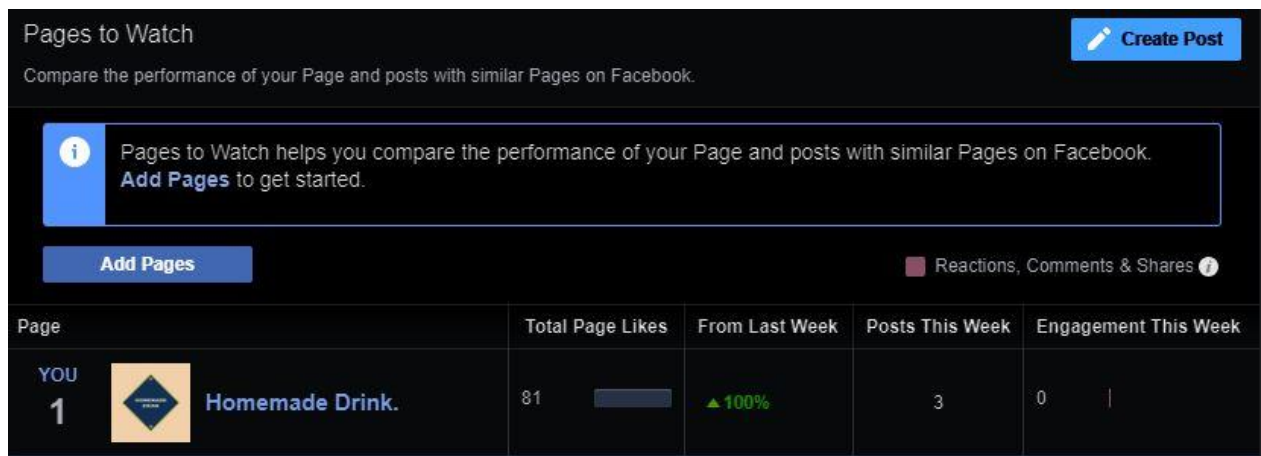 Pages to Watch
Create Post
Compare the performance of your Page and posts with similar Pages on Facebook.
Pages to Watch helps you compare the performance of your Page and posts with similar Pages on Facebook.
Add Pages to get started.
Add Pages
Reactions, Comments & Shares
Page Total Page Likes From Last Week Posts This Week Engagement This Week
YOU
1 HOMEMADE DRINK Homemade Drink. 81 ▲100% 3 0